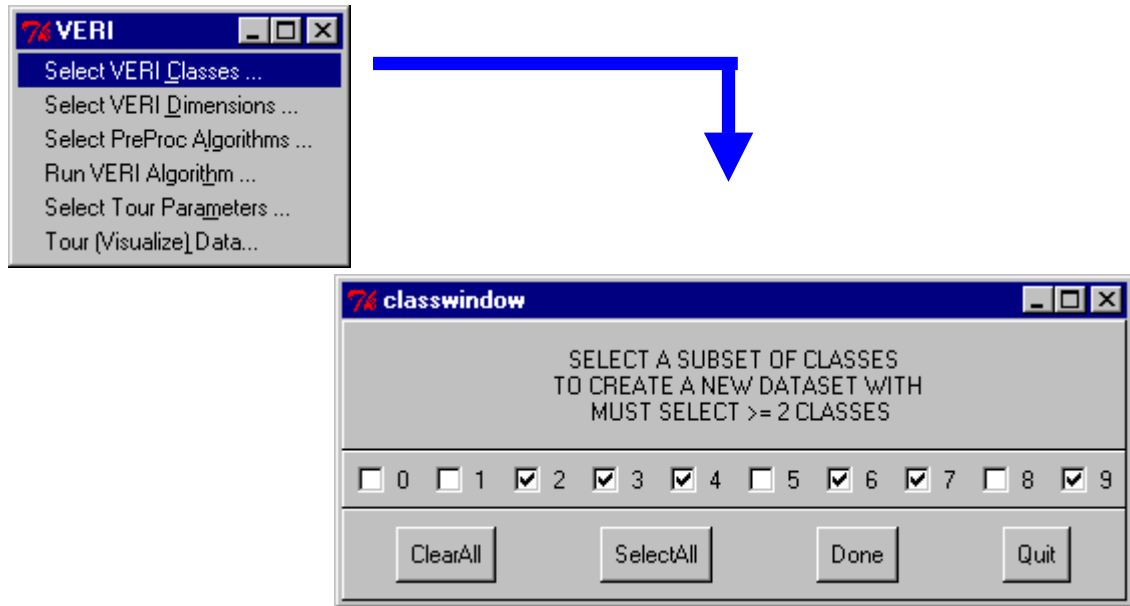 VERI
Select VERI Classes ...
Select VERI Dimensions ...
Select PreProc Algorithms ...
Run VERI Algorithm ...
Select Tour Parameters ...
Tour (Visualize) Data...
classwindow
SELECT A SUBSET OF CLASSES
TO CREATE A NEW DATASET WITH
MUST SELECT >= 2 CLASSES
0 1 2 3 4 5 6 7 8 9
ClearAll SelectAll Done Quit